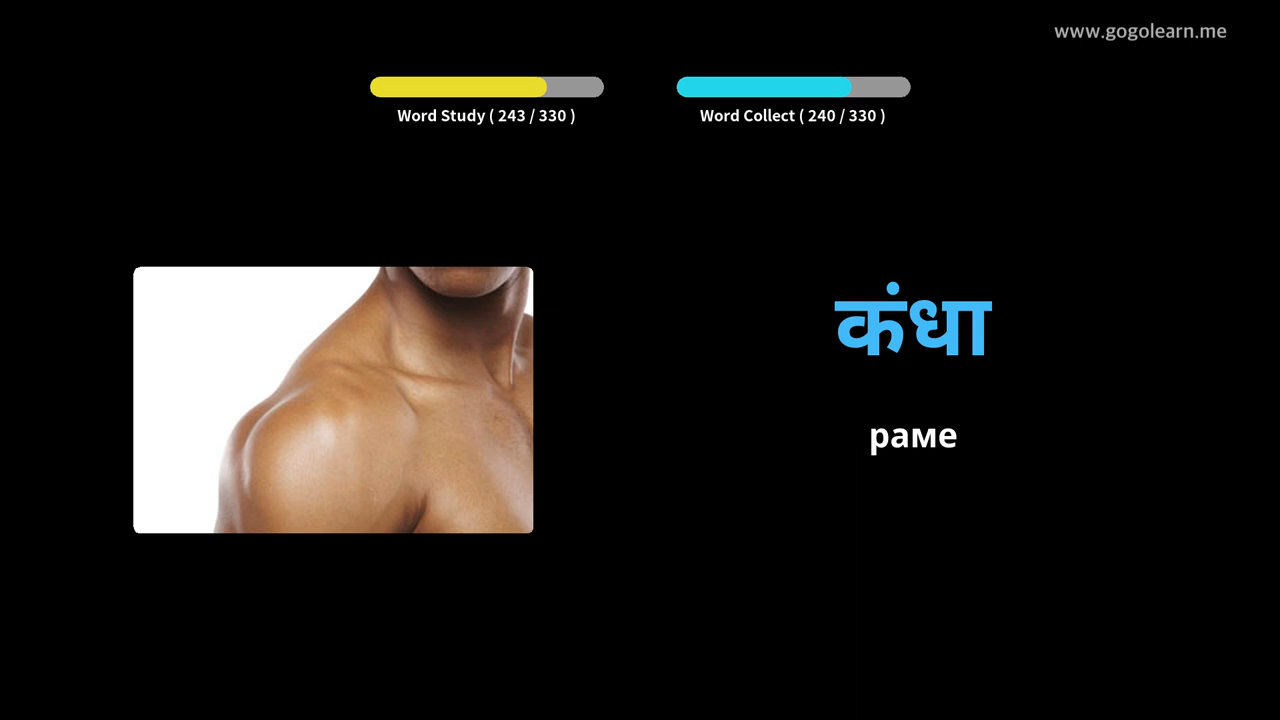 www.gogolearn.me
Word Study ( 243 / 330 )
Word Collect ( 240 / 330 )
कंधा
раме